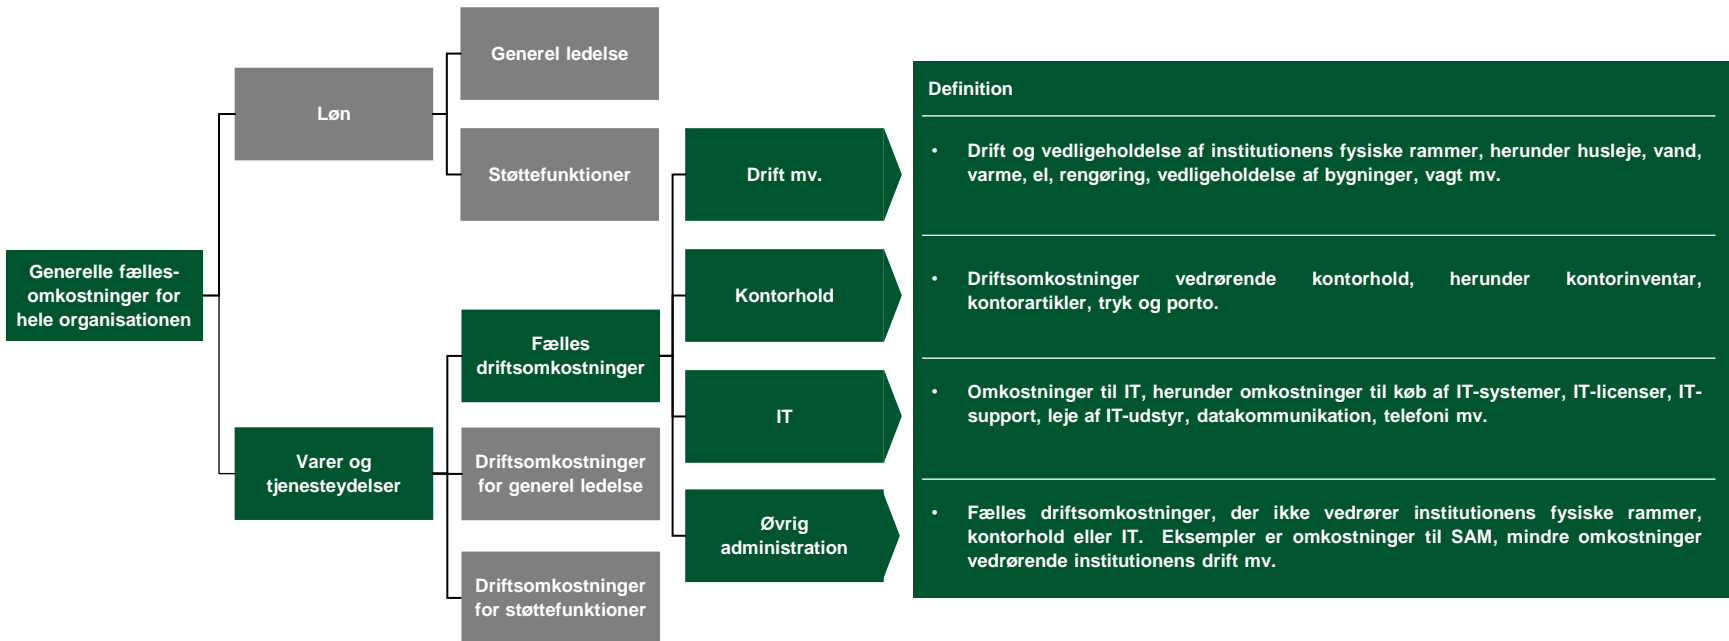 Generelle fælles-
omkostninger for
hele organisationen
Løn
Varer og
tjenesteydelser
Generel ledelse
Støttefunktioner
Fælles
driftsomkostninger
Driftsomkostninger
for generel ledelse
Driftsomkostninger
for støttefunktioner
Drift mv.
Kontorhold
IT
Øvrig
administration
Definition
• Drift og vedligeholdelse af institutionens fysiske rammer, herunder husleje, vand,
varme, el, rengøring, vedligeholdelse af bygninger, vagt mv.
• Driftsomkostninger vedrørende kontorhold, herunder kontorinventar,
kontorartikler, tryk og porto.
• Omkostninger til IT, herunder omkostninger til køb af IT-systemer, IT-licenser, IT-
support, leje af IT-udstyr, datakommunikation, telefoni mv.
• Fælles driftsomkostninger, der ikke vedrører institutionens fysiske rammer,
kontorhold eller IT. Eksempler er omkostninger til SAM, mindre omkostninger
vedrørende institutionens drift mv.